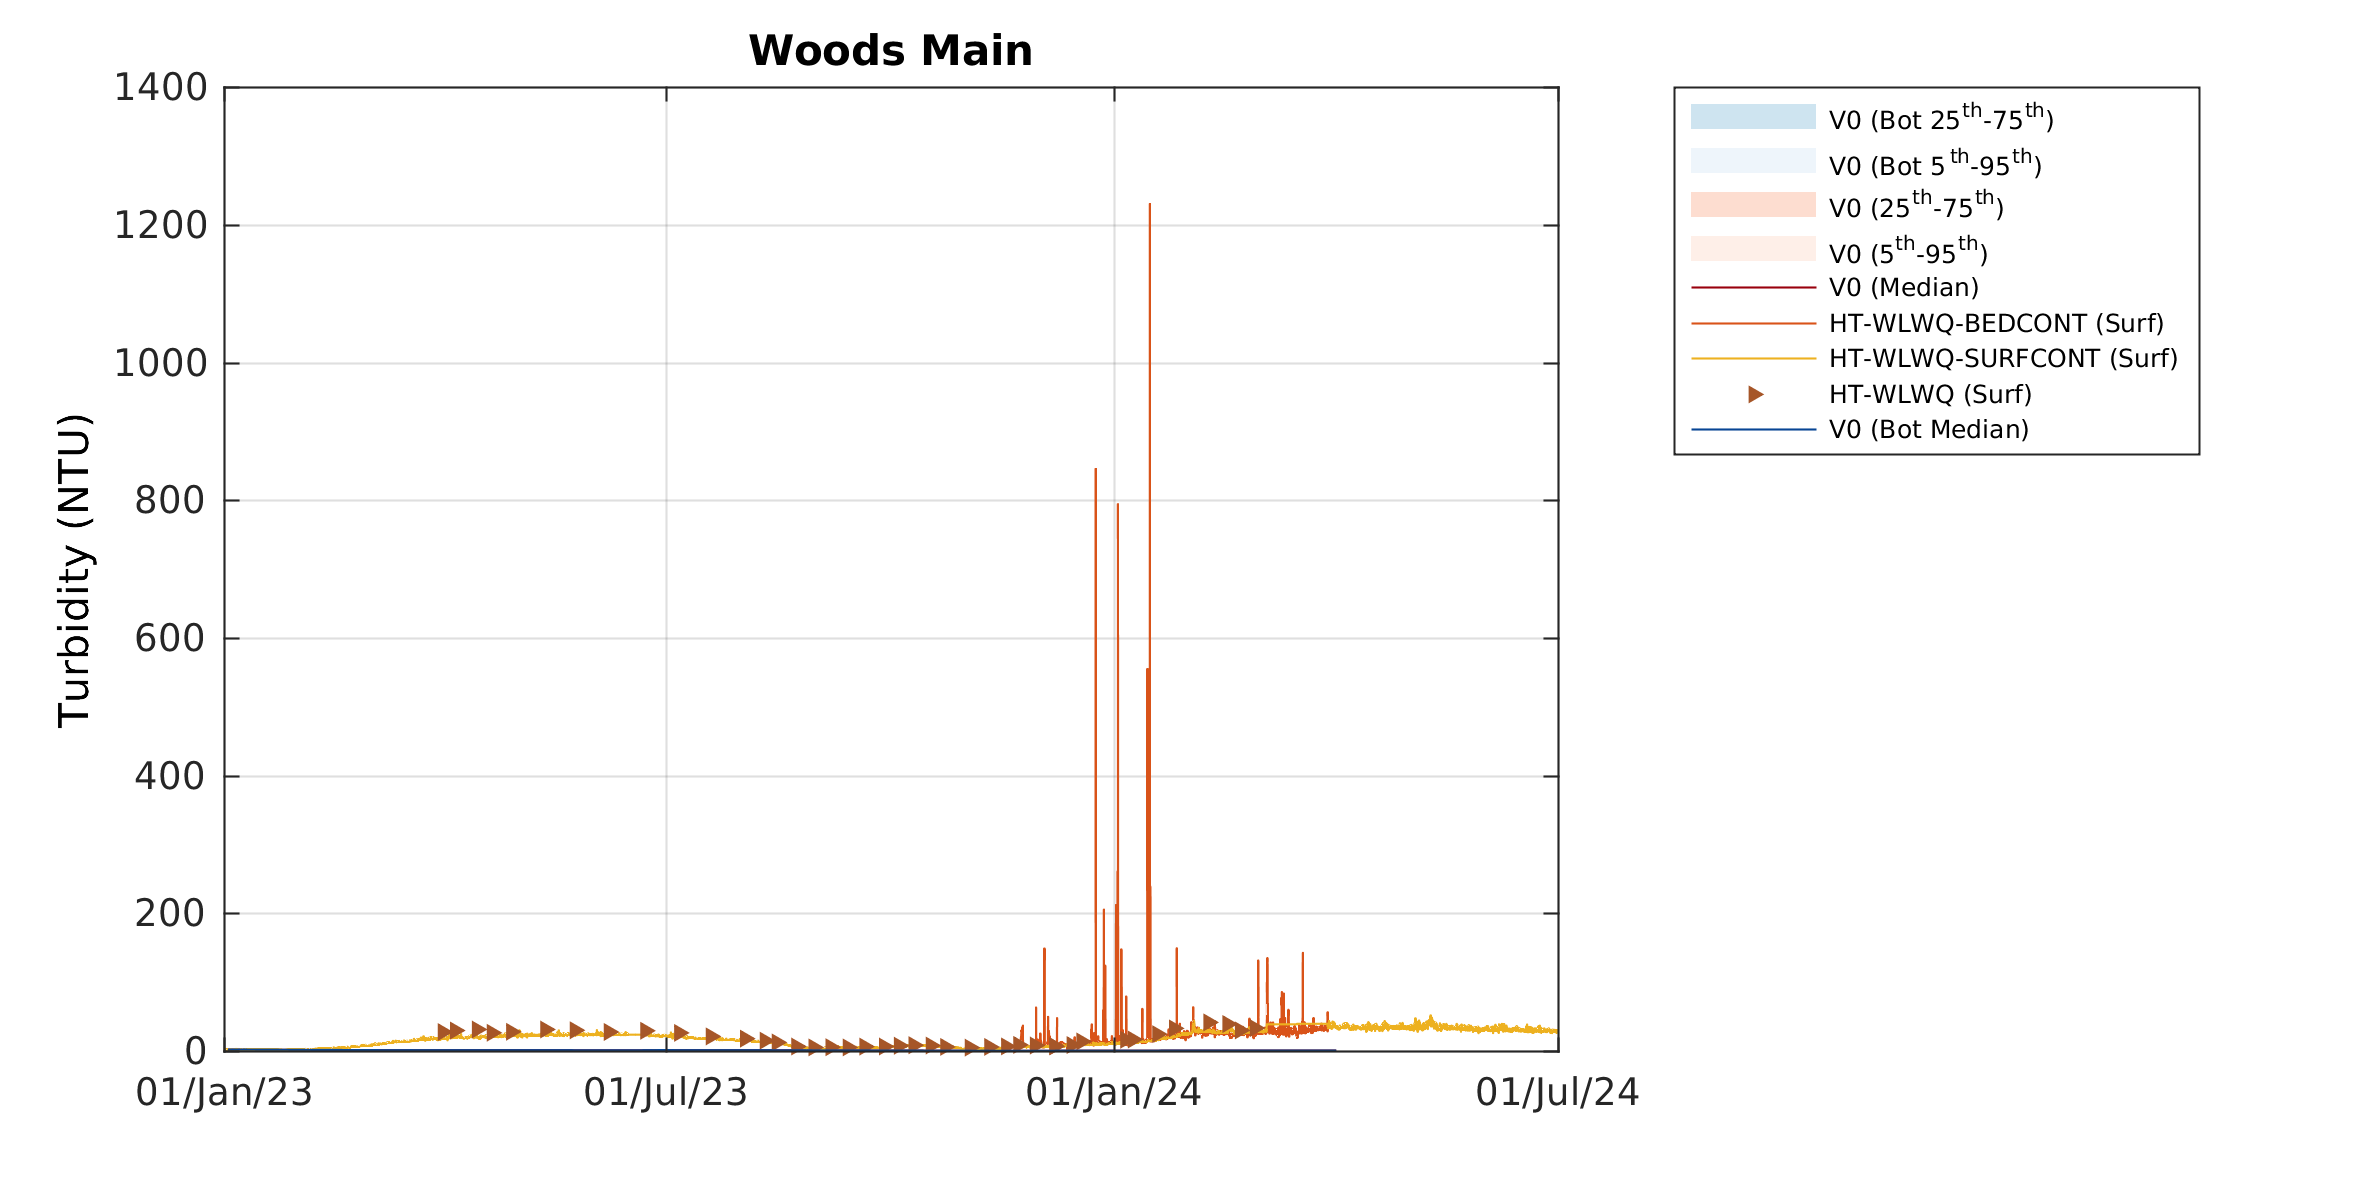 Woods Main
1400
1200
1000
800
600
400
200
0
Turbidity (NTU)
01/Jan/23
01/Jul/23
01/Jan/24
01/Jul/24
V0 (Bot 25th-75th)
V0 (Bot 5th-95th)
V0 (25th-75th)
V0 (5th-95th)
V0 (Median)
HT-WLWQ-BEDCONT (Surf)
HT-WLWQ-SURFCONT (Surf)
HT-WLWQ (Surf)
V0 (Bot Median)